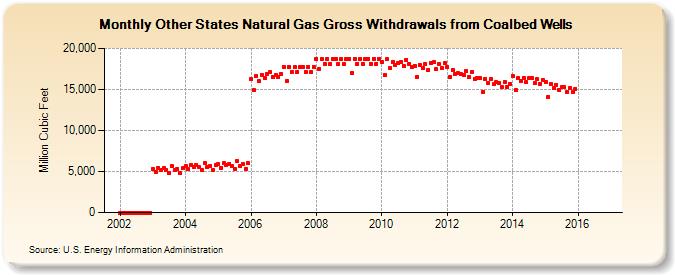 Monthly Other States Natural Gas Gross Withdrawals from Coalbed Wells
Million Cubic Feet
20,000
15,000
10,000
5,000
0
2002 2004 2006 2008 2010 2012 2014 2016
Source: U.S. Energy Information Administration